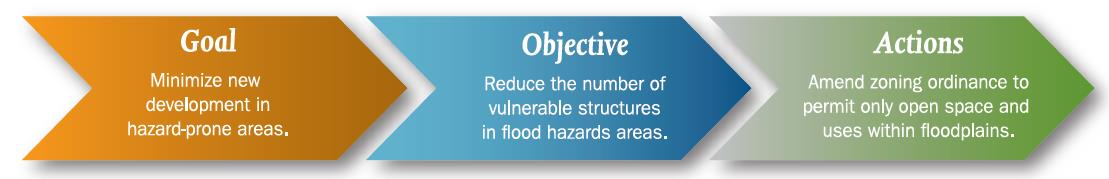 Goal
Minimize new
development in
hazard-prone areas.
Objective
Reduce the number of
vulnerable structures
in flood hazards areas.
Actions
Amend zoning ordinance to
permit only open space and
uses within floodplains.